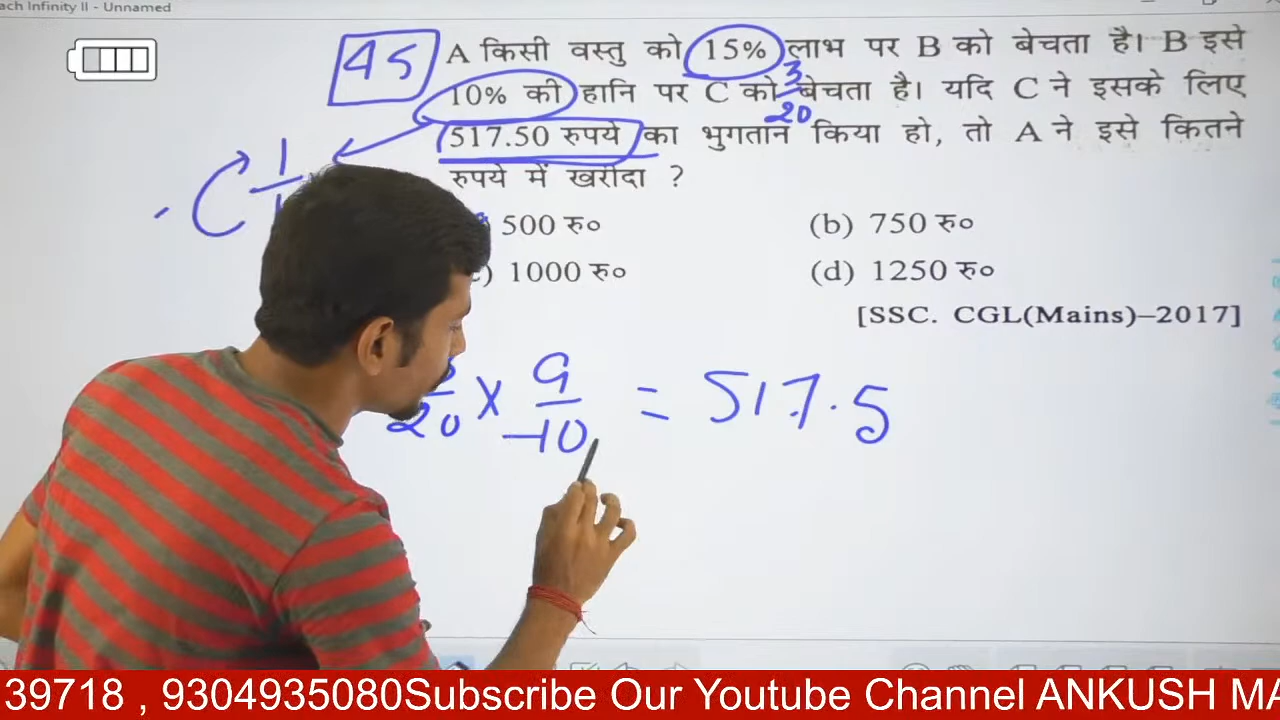 ach Infinity II - Unnamed
45
A किसी वस्तु को 15% लाभ पर B को बेचता है। B इसे
10% की हानि पर C को बेचता है। यदि C ने इसके लिए
3
20
517.50 रुपये का भुगतान किया हो, तो A ने इसे कितने
रुपये में खरीदा ?
1
500 रु०
(b) 750 रु०
1000 रु०
(d) 1250 रु०
[SSC. CGL(Mains)–2017]
20 × 9/10 = 517.5
39718 , 9304935080Subscribe Our Youtube Channel ANKUSH MA